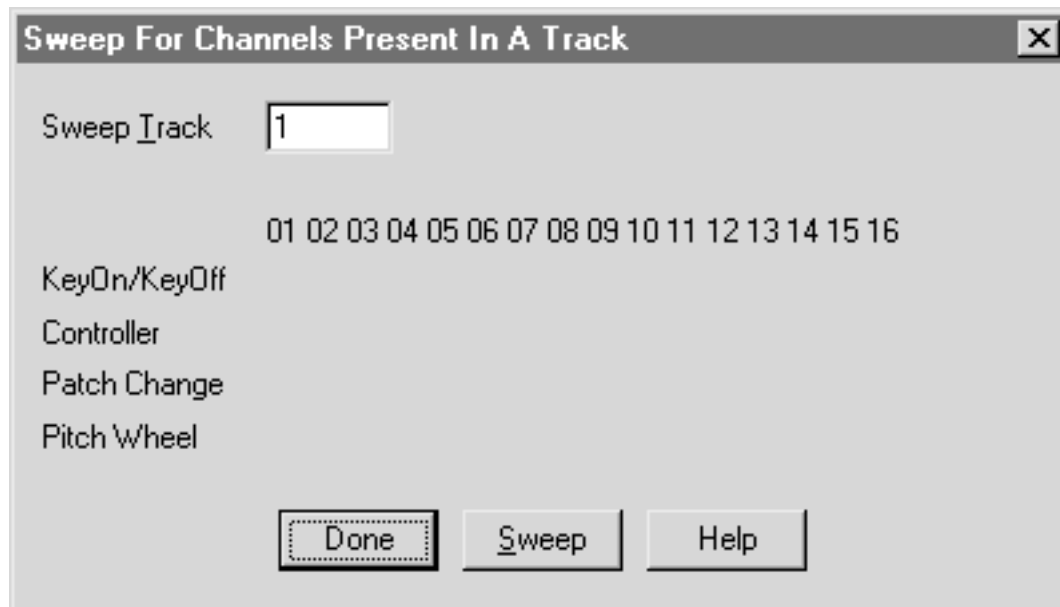 Sweep For Channels Present In A Track
Sweep Track 1
01 02 03 04 05 06 07 08 09 10 11 12 13 14 15 16
KeyOn/KeyOff
Controller
Patch Change
Pitch Wheel
Done Sweep Help